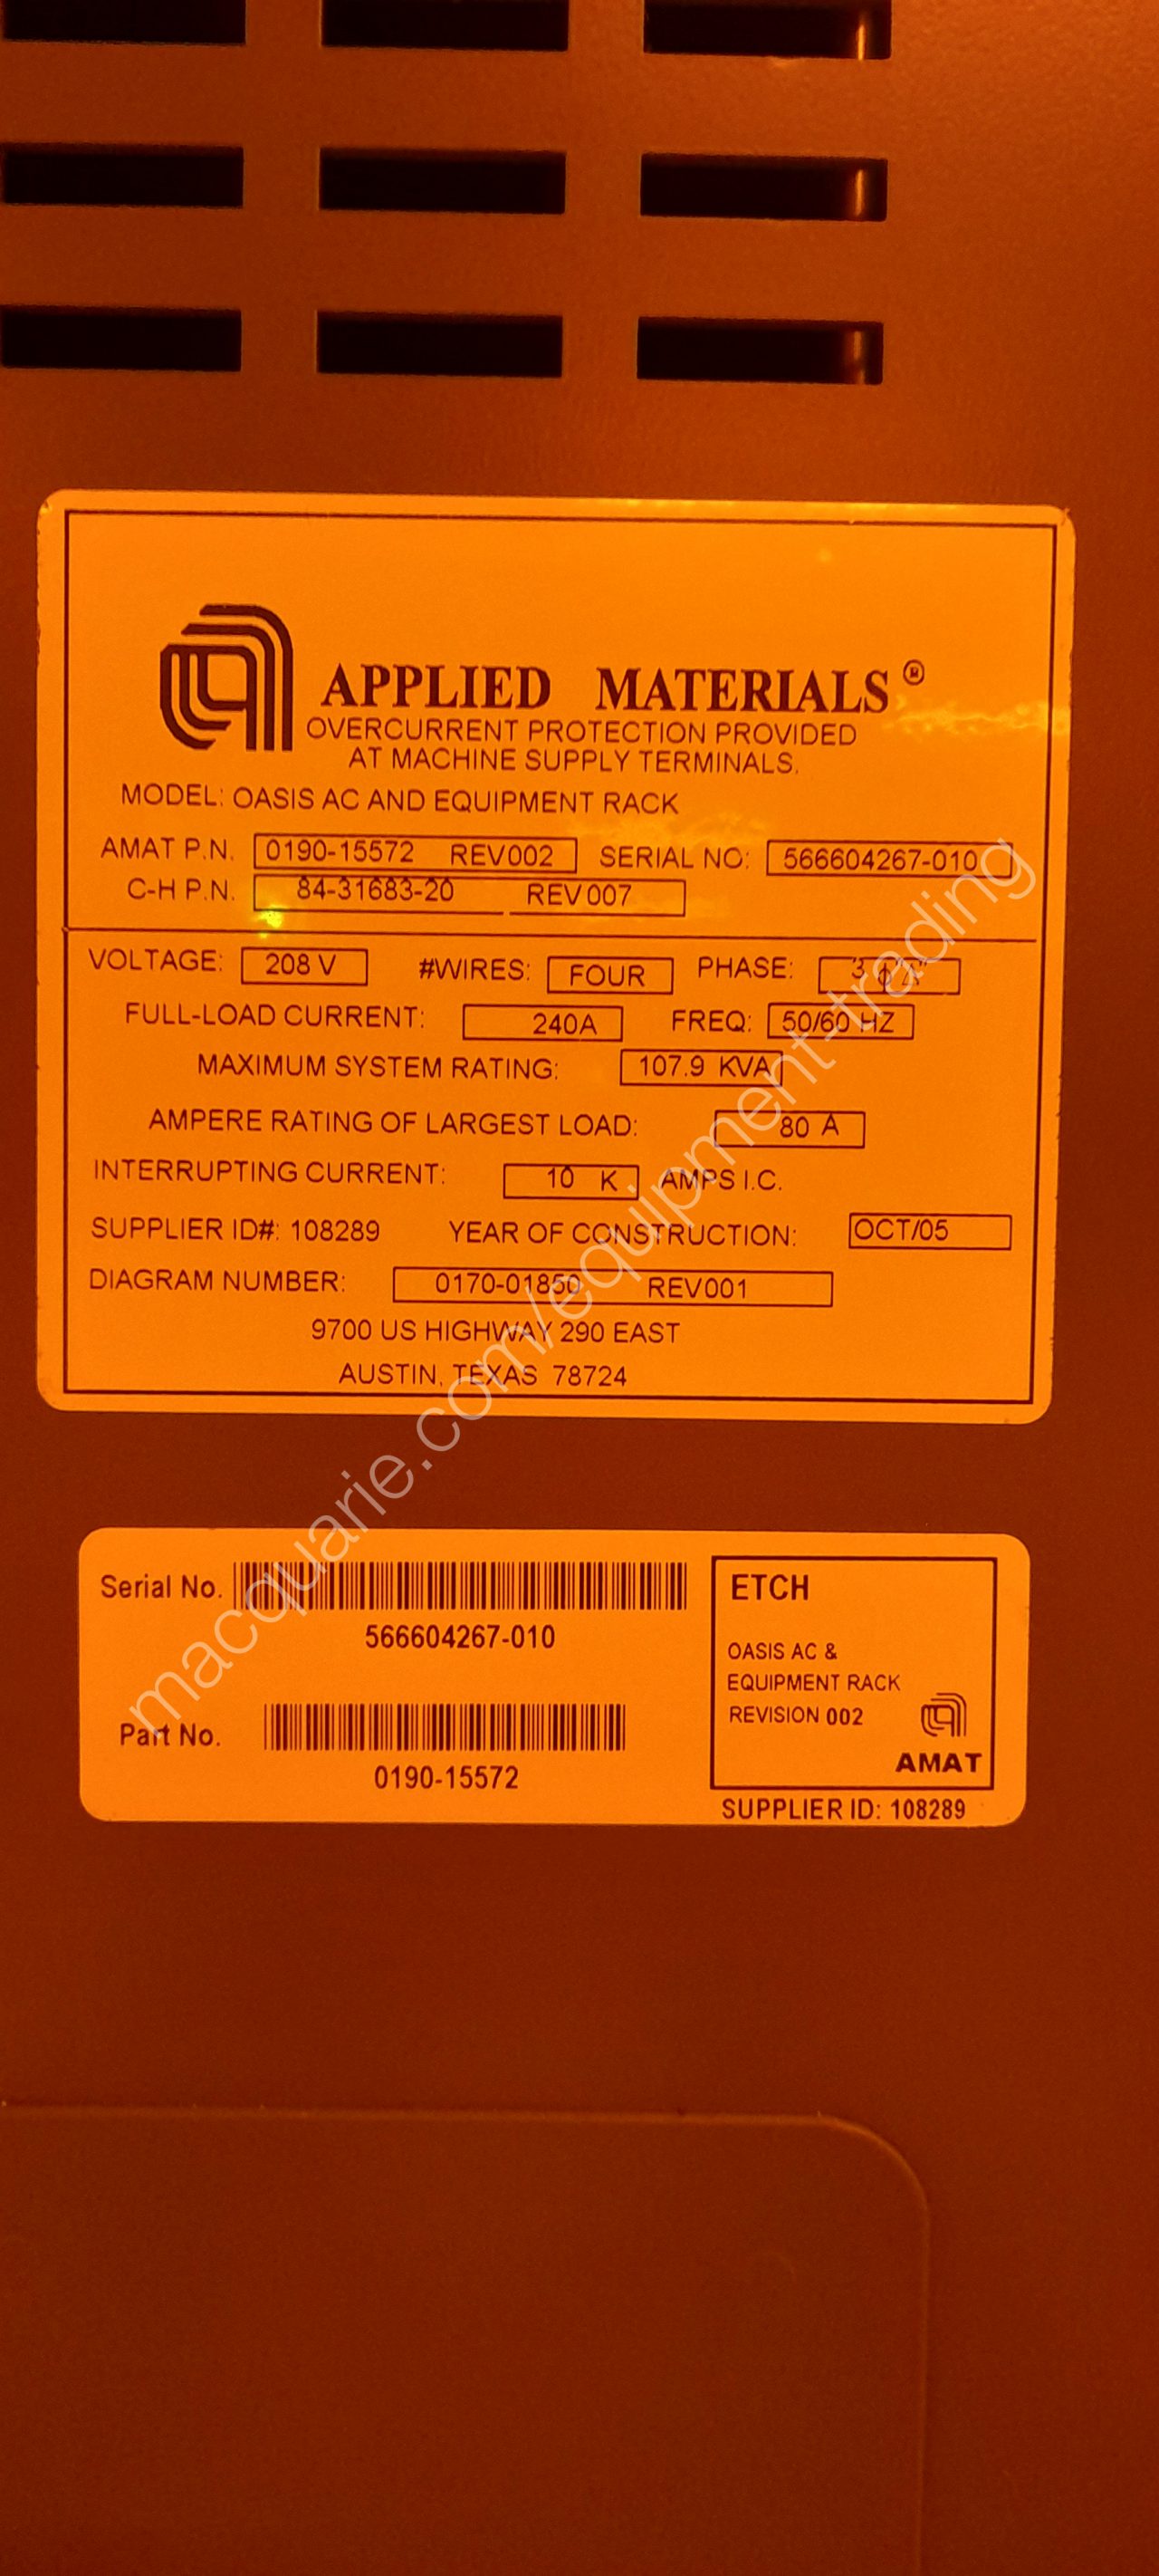 APPLIED MATERIALS®
OVERCURRENT PROTECTION PROVIDED
AT MACHINE SUPPLY TERMINALS.
MODEL: OASIS AC AND EQUIPMENT RACK
AMAT P.N. 0190-15572 REV002 SERIAL NO: 566604267-010
C-H P.N. 84-31683-20 REV007
VOLTAGE: 208 V #WIRES: FOUR PHASE: 3 ϕ
FULL-LOAD CURRENT: 240A FREQ: 50/60 HZ
MAXIMUM SYSTEM RATING: 107.9 KVA
AMPERE RATING OF LARGEST LOAD: 80 A
INTERRUPTING CURRENT: 10 K AMPS I.C.
SUPPLIER ID#: 108289 YEAR OF CONSTRUCTION: OCT/05
DIAGRAM NUMBER: 0170-01850 REV001
9700 US HIGHWAY 290 EAST
AUSTIN, TEXAS 78724
macquarie.com/equipment-trading
Serial No.
566604267-010
Part No.
0190-15572
ETCH
OASIS AC &
EQUIPMENT RACK
REVISION 002
AMAT
SUPPLIER ID: 108289